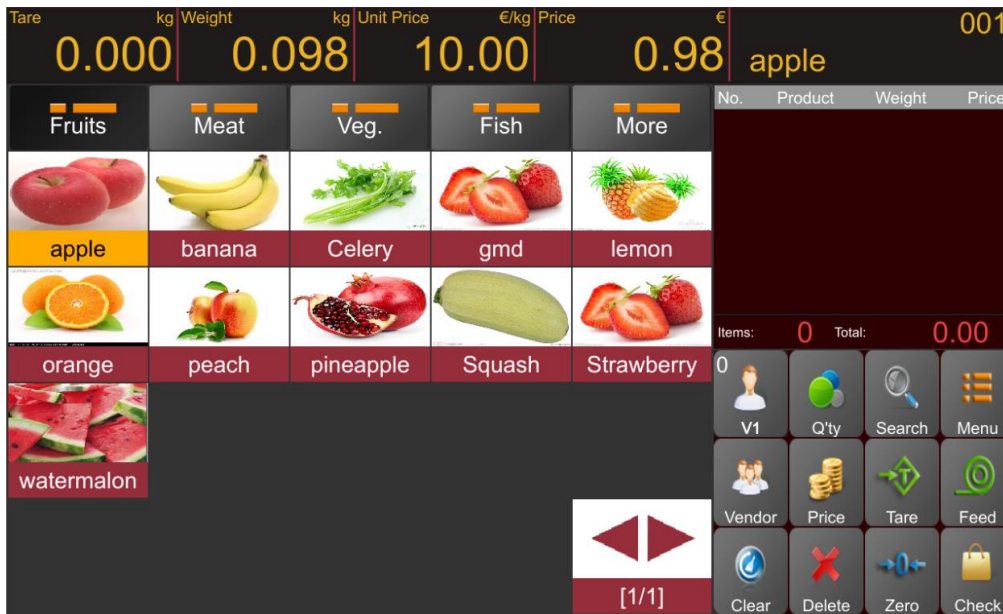 Tare kg Weight kg Unit Price €/kg Price €
001
0.000 0.098 10.00 0.98 apple
Fruits Meat Veg. Fish More
No. Product Weight Price
apple banana Celery gmd lemon
orange peach pineapple Squash Strawberry
Items: 0 Total: 0.00
watermalon
0
V1 Q'ty Search Menu
T
Vendor Price Tare Feed
0
[1/1]
Clear Delete Zero Check